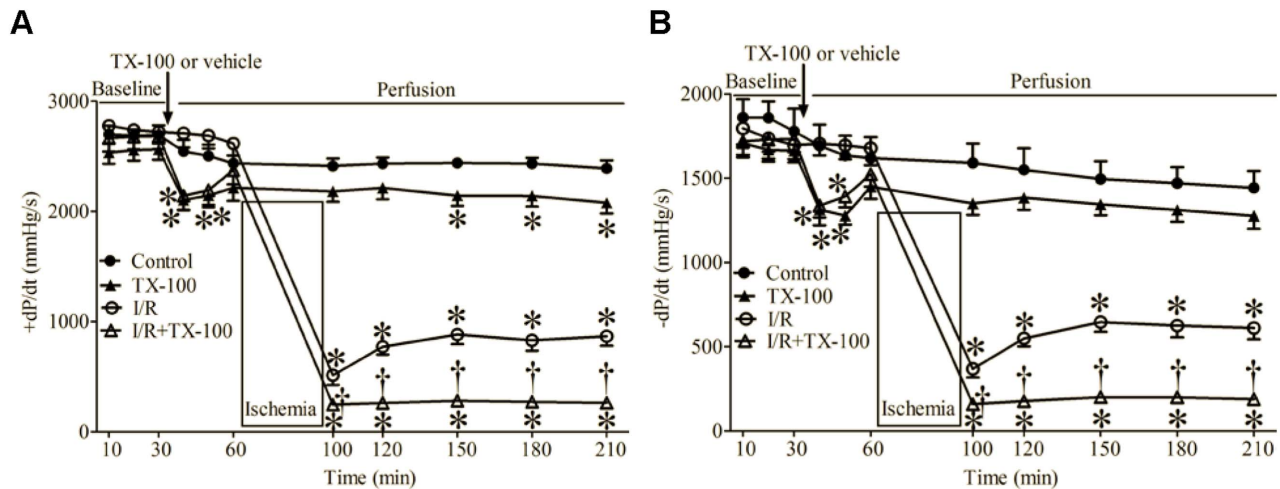 A
TX-100 or vehicle
Baseline
Perfusion
3000
2000
1000
0
+dP/dt (mmHg/s)
* * * * * * *
Control
TX-100
I/R
I/R+TX-100
* * * * *
† † † † †
* * * * *
Ischemia
10 30 60 100 120 150 180 210
Time (min)
B
TX-100 or vehicle
Baseline
Perfusion
2000
1500
1000
500
0
-dP/dt (mmHg/s)
* * * *
Control
TX-100
I/R
I/R+TX-100
* * * * *
† † † † †
* * * * *
Ischemia
10 30 60 100 120 150 180 210
Time (min)